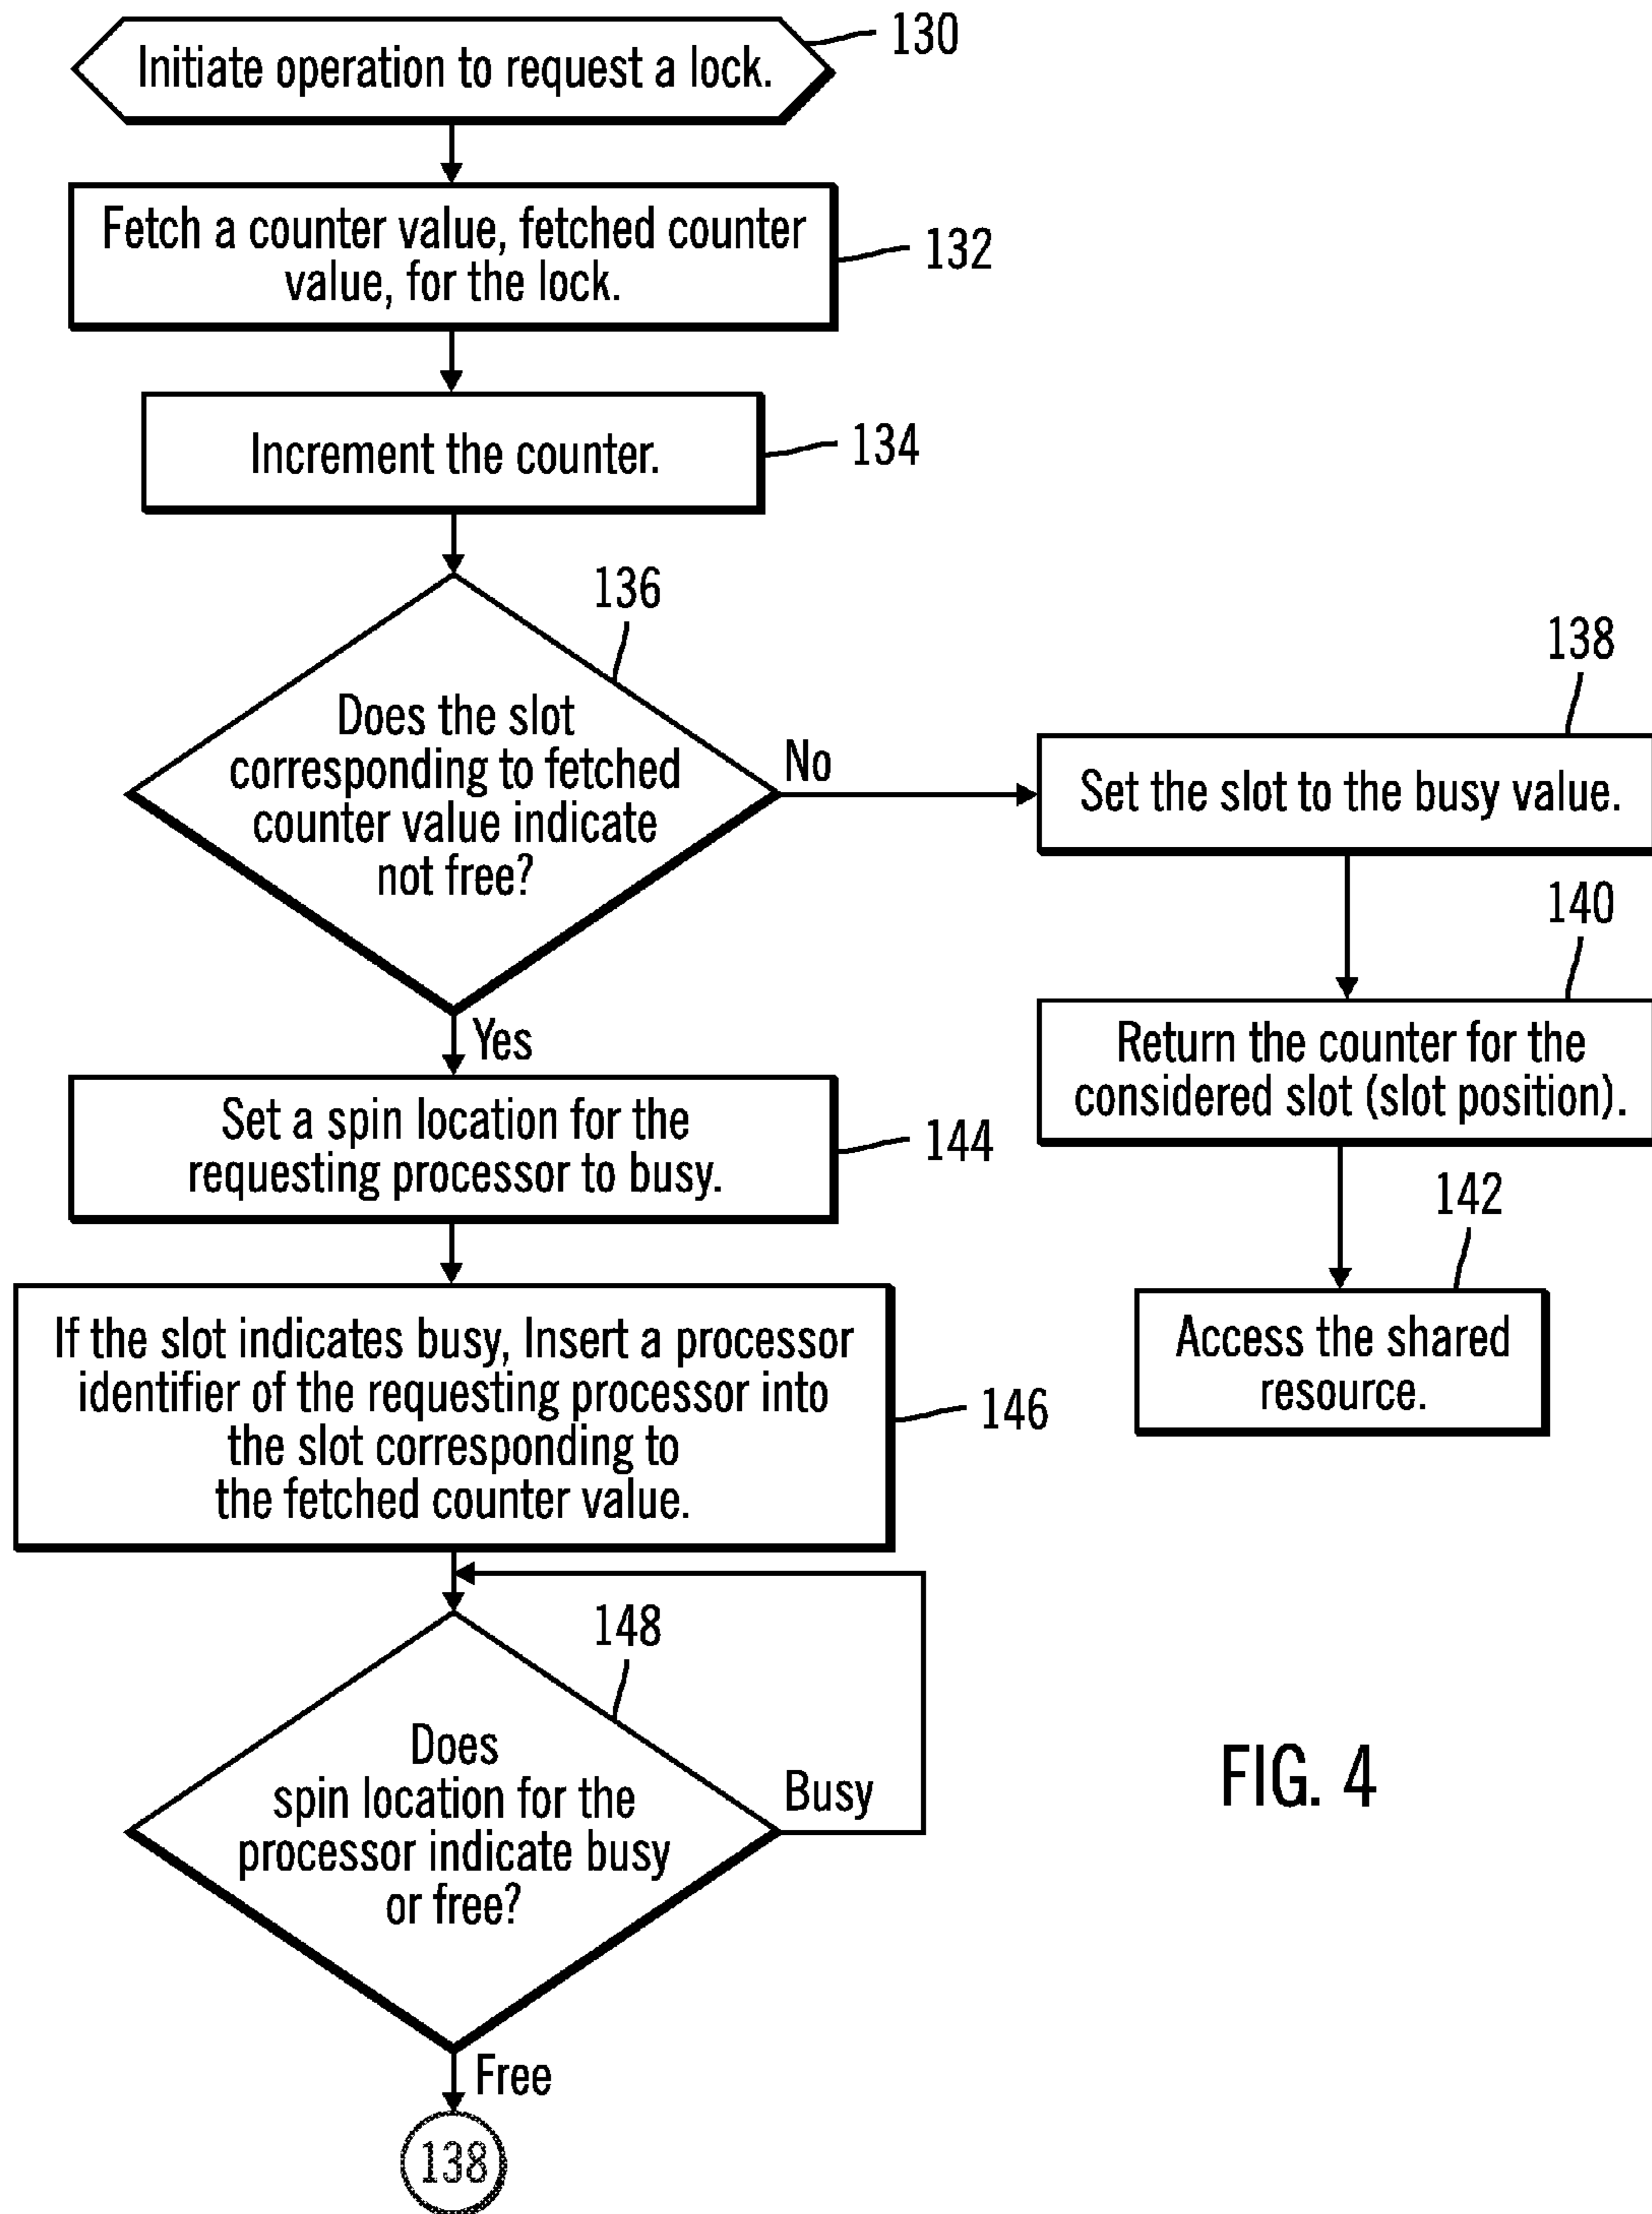 Initiate operation to request a lock.
130
Fetch a counter value, fetched counter
value, for the lock.
132
Increment the counter.
134
136
Does the slot
corresponding to fetched
counter value indicate
not free?
No
Yes
138
Set the slot to the busy value.
140
Return the counter for the
considered slot (slot position).
142
Access the shared
resource.
Set a spin location for the
requesting processor to busy.
144
If the slot indicates busy, Insert a processor
identifier of the requesting processor into
the slot corresponding to
the fetched counter value.
146
148
Does
spin location for the
processor indicate busy
or free?
Busy
Free
138
FIG. 4